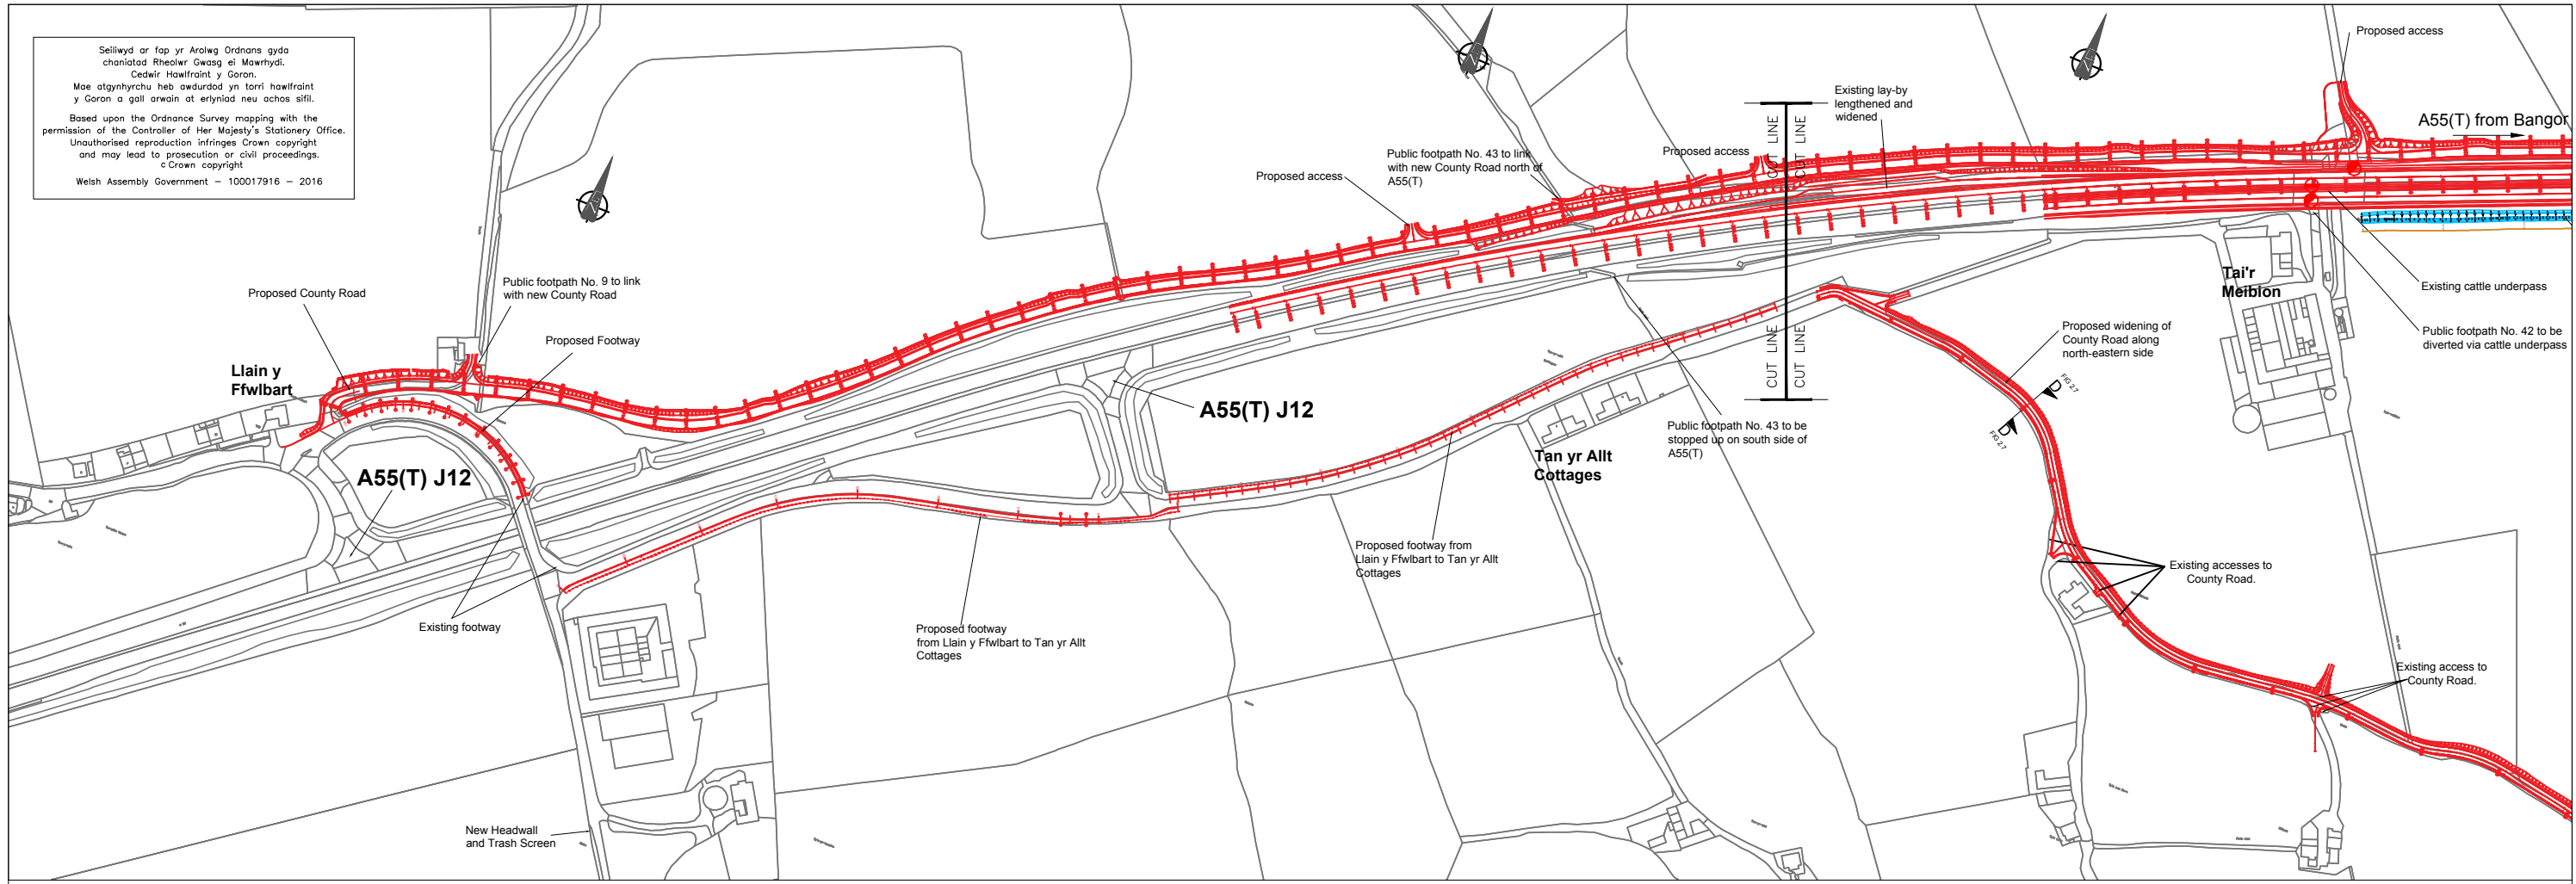 Seiliwyd ar fap yr Arolwg Ordnans gyda
chaniatad Rheolwr Gwasg ei Mawrhydi.
Cedwir Hawlfraint y Goron.
Mae atgynhyrchu heb awdurdod yn torri hawlfraint
y Goron a gall arwain at erlyniad neu achos sifil.
Based upon the Ordnance Survey mapping with the
permission of the Controller of Her Majesty's Stationery Office.
Unauthorised reproduction infringes Crown copyright
and may lead to prosecution or civil proceedings.
c Crown copyright
Welsh Assembly Government – 100017916 – 2016
Proposed access
A55(T) from Bangor
Existing lay-by
lengthened and
widened
CUT LINE
CUT LINE
Public footpath No. 43 to link
with new County Road north of
A55(T)
Proposed access
Proposed access
Proposed County Road
Public footpath No. 9 to link
with new County Road
Proposed Footway
Llain y
Ffwlbart
Tai'r
Meibion
Existing cattle underpass
Public footpath No. 42 to be
diverted via cattle underpass
Proposed widening of
County Road along
north-eastern side
CUT LINE
CUT LINE
D
FIG 2.7
D
FIG 2.7
A55(T) J12
A55(T) J12
Public footpath No. 43 to be
stopped up on south side of
A55(T)
Tan yr Allt
Cottages
Proposed footway from
Llain y Ffwlbart to Tan yr Allt
Cottages
Existing accesses to
County Road.
Existing footway
Proposed footway
from Llain y Ffwlbart to Tan yr Allt
Cottages
Existing access to
County Road.
New Headwall
and Trash Screen